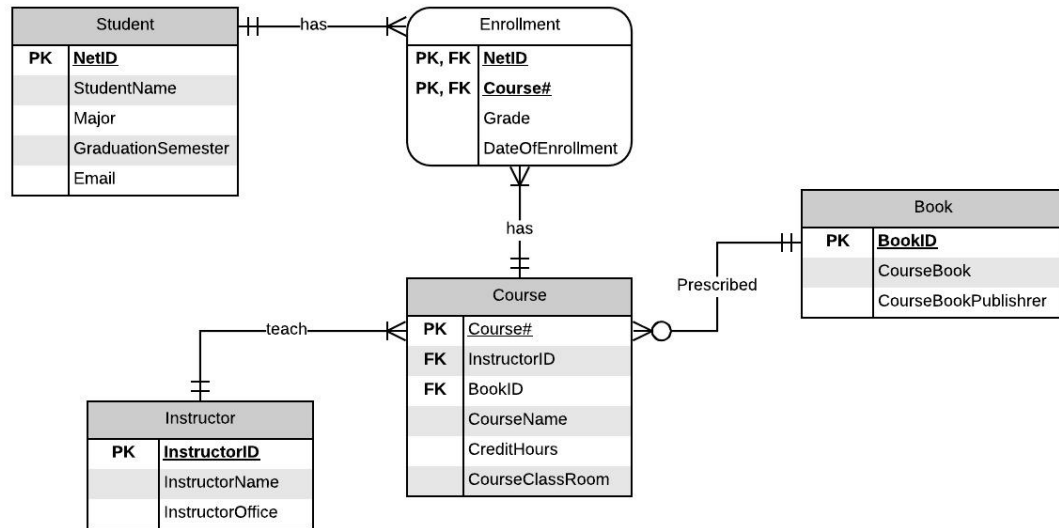 Student
PK NetID
StudentName
Major
GraduationSemester
Email
has
Enrollment
PK, FK NetID
PK, FK Course#
Grade
DateOfEnrollment
has
Book
PK BookID
CourseBook
CourseBookPublishrer
Prescribed
Course
PK Course#
FK InstructorID
FK BookID
CourseName
CreditHours
CourseClassRoom
teach
Instructor
PK InstructorID
InstructorName
InstructorOffice